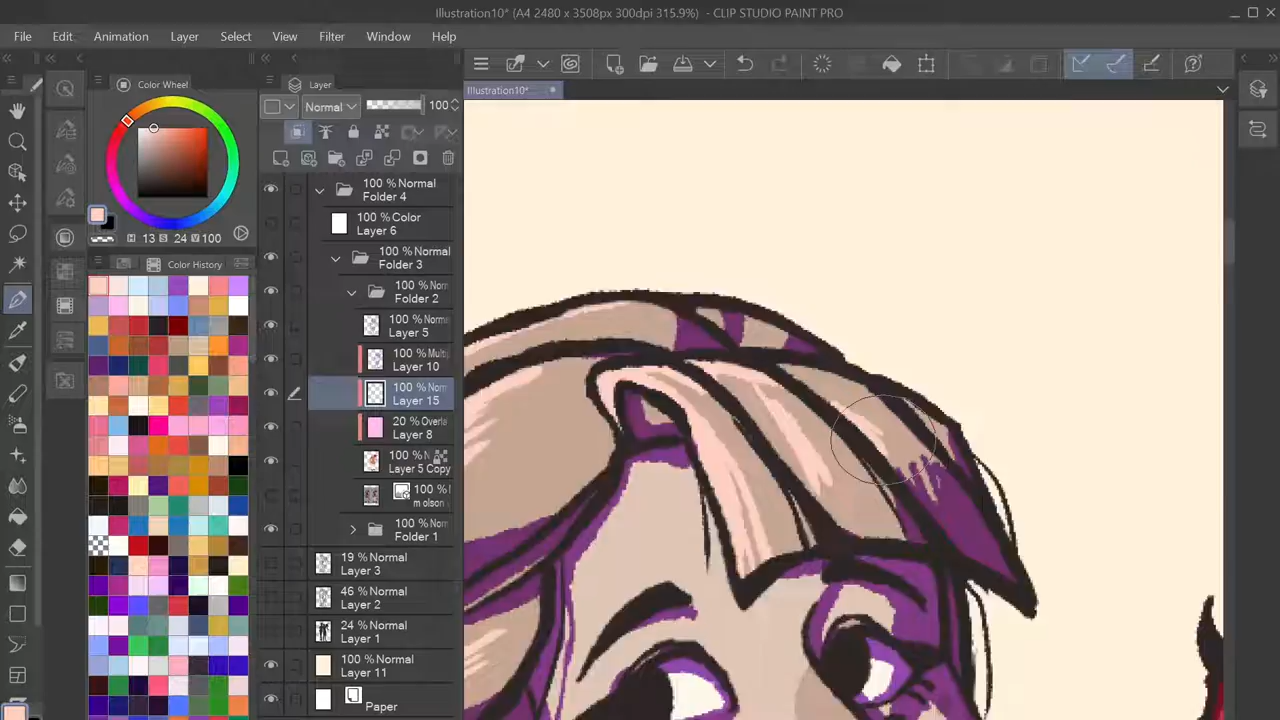 Illustration10* (A4 2480 x 3508px 300dpi 315.9%) - CLIP STUDIO PAINT PRO
File Edit Animation Layer Select View Filter Window Help
Color Wheel
Layer
Illustration10*
Normal 100
H 13 S 24 V 100
Color History
100 % Normal
Folder 4
100 % Color
Layer 6
100 % Normal
Folder 3
100 % Norm
Folder 2
100 % Norm
Layer 5
100 % Multi
Layer 10
100 % Norm
Layer 15
20 % Overla
Layer 8
100 % N
Layer 5 Copy
100 %
m olson
100 % Norm
Folder 1
19 % Normal
Layer 3
46 % Normal
Layer 2
24 % Normal
Layer 1
100 % Normal
Layer 11
Paper